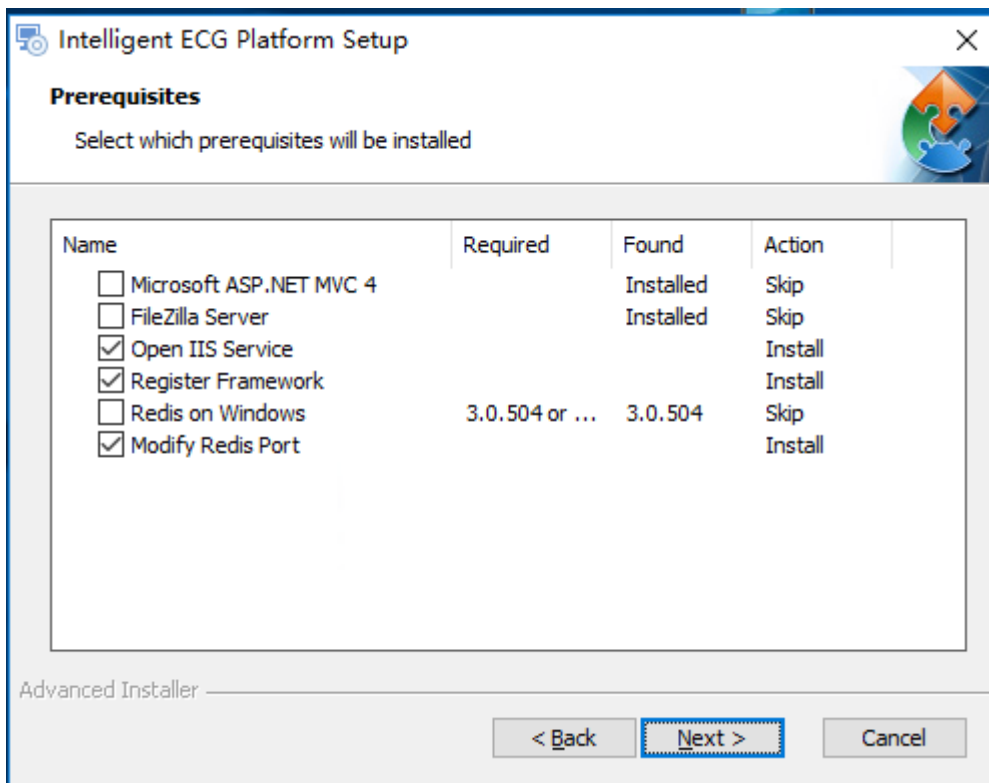 Intelligent ECG Platform Setup
Prerequisites
Select which prerequisites will be installed
Name Required Found Action
Microsoft ASP.NET MVC 4 Installed Skip
FileZilla Server Installed Skip
Open IIS Service Install
Register Framework Install
Redis on Windows 3.0.504 or ... 3.0.504 Skip
Modify Redis Port Install
Advanced Installer
< Back Next > Cancel